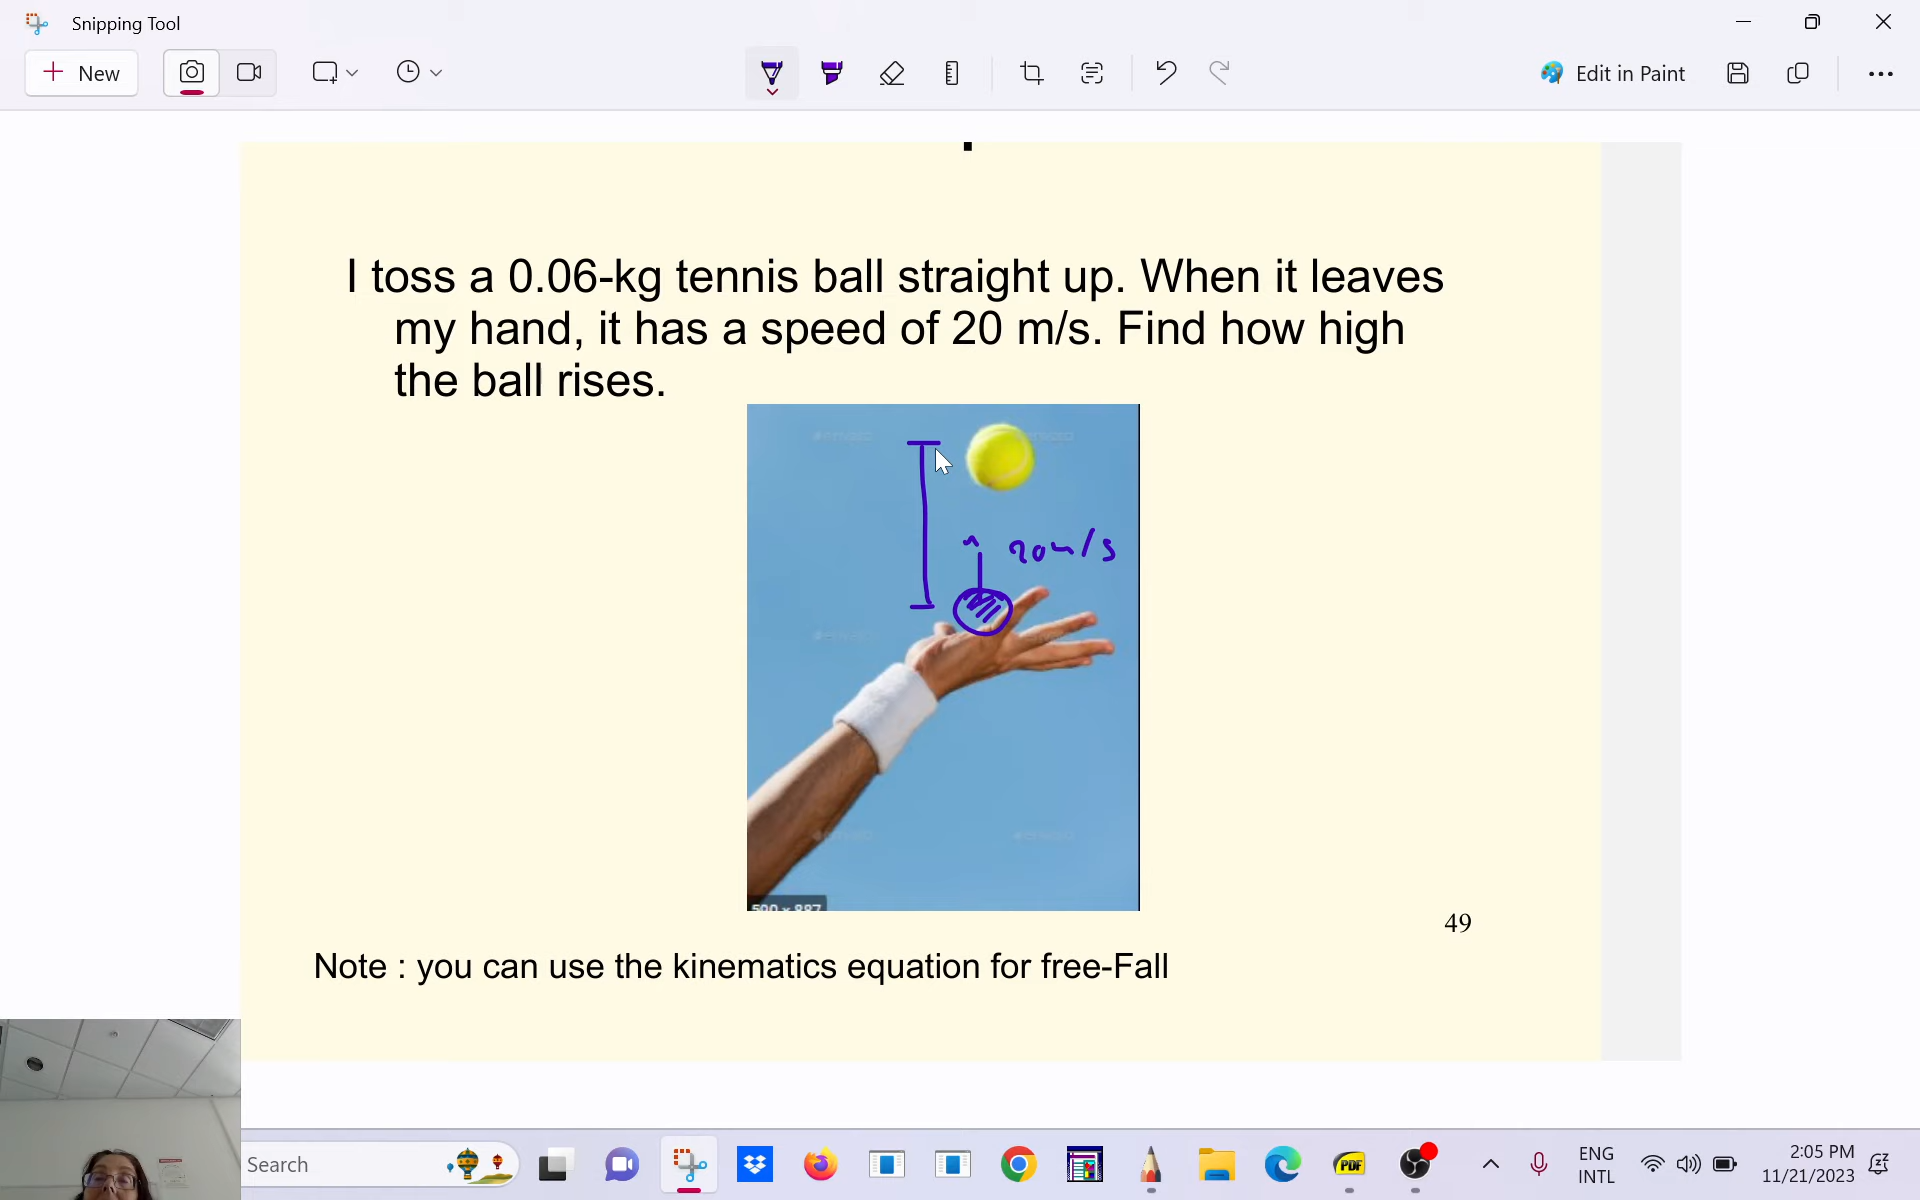 Snipping Tool
New
Edit in Paint
I toss a 0.06-kg tennis ball straight up. When it leaves
my hand, it has a speed of 20 m/s. Find how high
the ball rises.
20m/s
49
Note : you can use the kinematics equation for free-Fall
Search
PDF
ENG
INTL
2:05 PM
11/21/2023